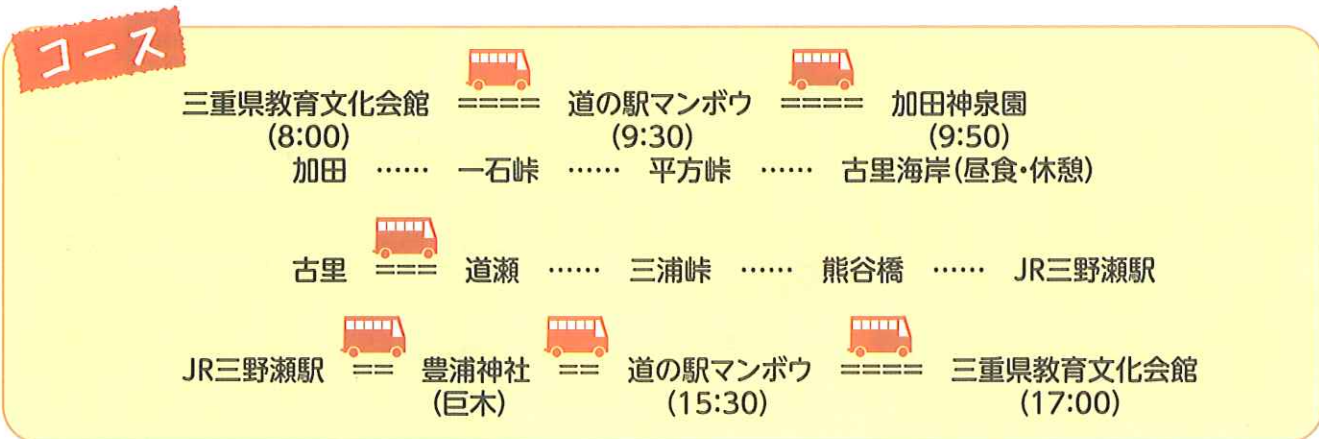 コース
三重県教育文化会館 ==== 道の駅マンボウ ==== 加田神泉園
(8:00) (9:30) (9:50)
加田 …… 一石峠 …… 平方峠 …… 古里海岸(昼食・休憩)
古里 === 道瀬 …… 三浦峠 …… 熊谷橋 …… JR三野瀬駅
JR三野瀬駅 == 豊浦神社 == 道の駅マンボウ ==== 三重県教育文化会館
(巨木) (15:30) (17:00)